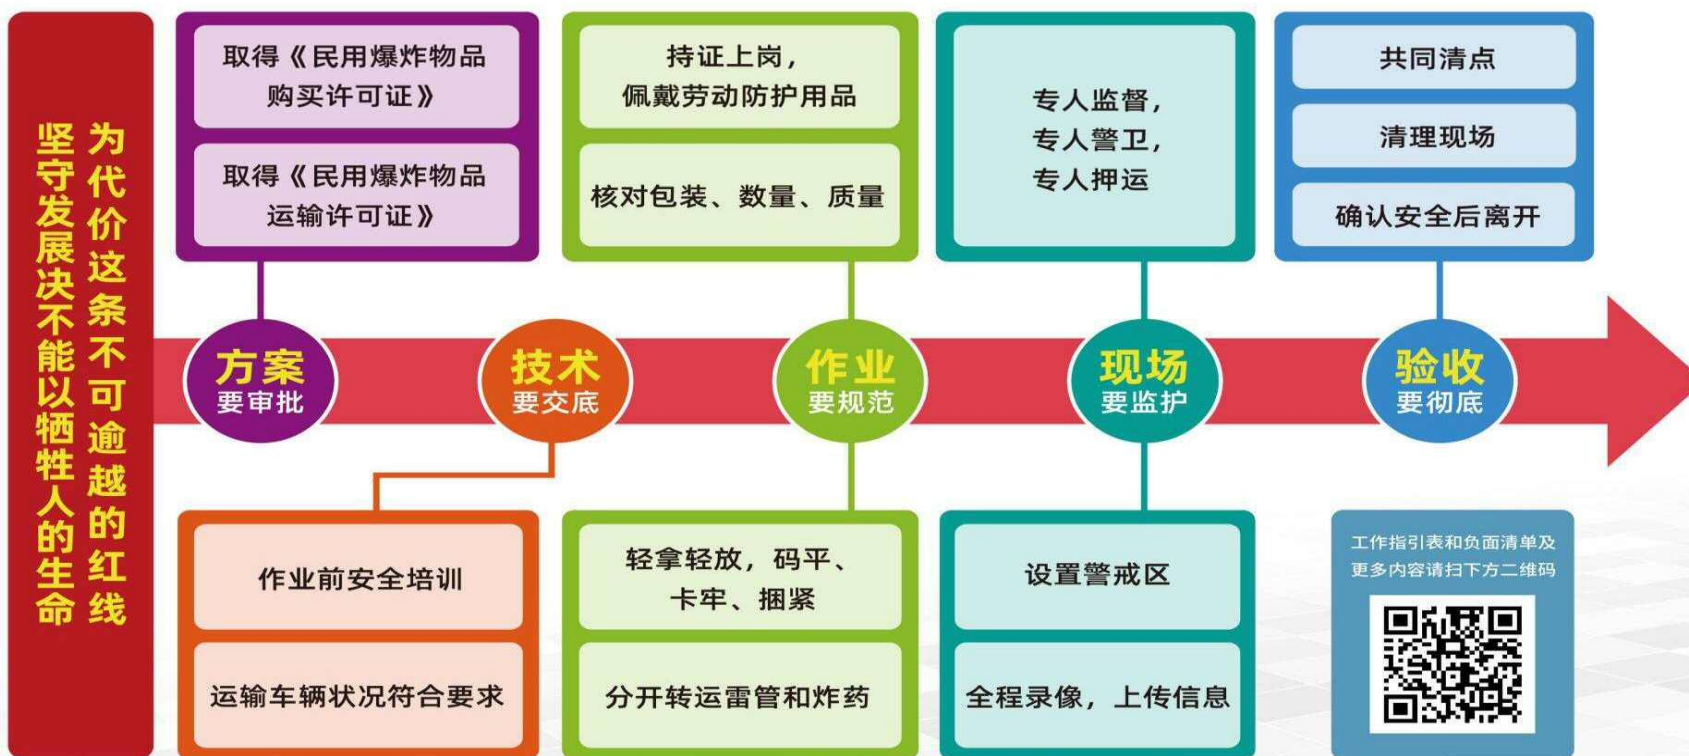 坚守发展决不能以牺牲人的生命
为代价这条不可逾越的红线
取得《民用爆炸物品
购买许可证》
取得《民用爆炸物品
运输许可证》
持证上岗，
佩戴劳动防护用品
核对包装、数量、质量
专人监督，
专人警卫，
专人押运
共同清点
清理现场
确认安全后离开
方案
要审批
技术
要交底
作业
要规范
现场
要监护
验收
要彻底
作业前安全培训
运输车辆状况符合要求
轻拿轻放，码平、
卡牢、捆紧
分开转运雷管和炸药
设置警戒区
全程录像，上传信息
工作指引表和负面清单及
更多内容请扫下方二维码